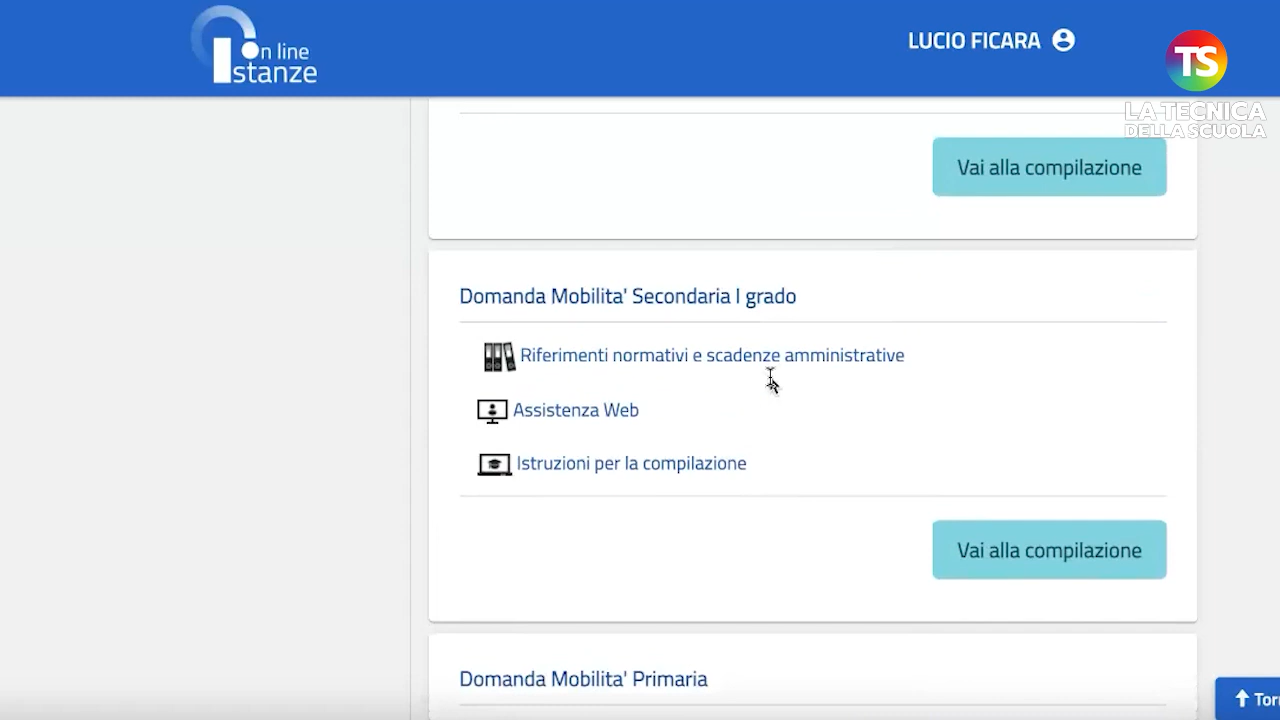 On line
Istanze
LUCIO FICARA
TS
LA TECNICA
DELLA SCUOLA
Vai alla compilazione
Domanda Mobilita' Secondaria I grado
Riferimenti normativi e scadenze amministrative
Assistenza Web
Istruzioni per la compilazione
Vai alla compilazione
Domanda Mobilita' Primaria